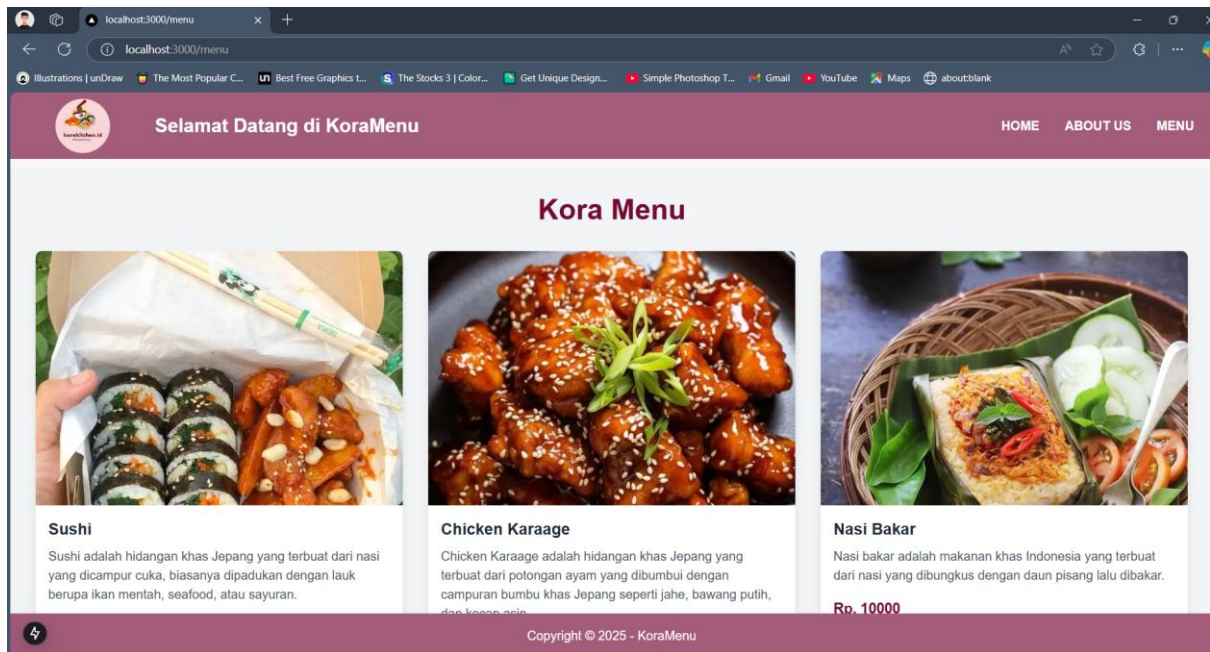 localhost:3000/menu
localhost:3000/menu
Illustrations | unDraw The Most Popular C... Best Free Graphics t... The Stocks 3 | Color... Get Unique Design... Simple Photoshop T... Gmail YouTube Maps about:blank
korakitchen.id
Selamat Datang di KoraMenu
HOME ABOUT US MENU
Kora Menu
Sushi
Sushi adalah hidangan khas Jepang yang terbuat dari nasi
yang dicampur cuka, biasanya dipadukan dengan lauk
berupa ikan mentah, seafood, atau sayuran.
Chicken Karaage
Chicken Karaage adalah hidangan khas Jepang yang
terbuat dari potongan ayam yang dibumbui dengan
campuran bumbu khas Jepang seperti jahe, bawang putih,
dan kecap asin.
Nasi Bakar
Nasi bakar adalah makanan khas Indonesia yang terbuat
dari nasi yang dibungkus dengan daun pisang lalu dibakar.
Rp. 10000
Copyright © 2025 - KoraMenu